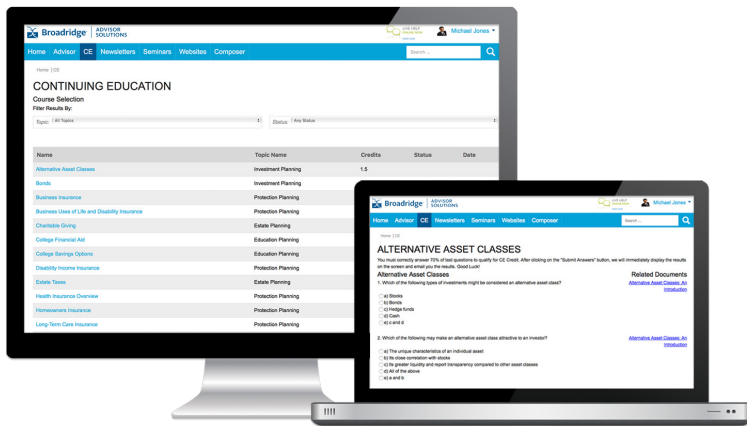 Broadridge ADVISOR SOLUTIONS
LIVE HELP
ONLINE NOW
Michael Jones
Home Advisor CE Newsletters Seminars Websites Composer
Search ...
Home | CE
CONTINUING EDUCATION
Course Selection
Filter Results By:
Topic: All Topics Status: Any Status
Name Topic Name Credits Status Date
Alternative Asset Classes Investment Planning 1.5
Bonds Investment Planning
Business Insurance Protection Planning
Business Uses of Life and Disability Insurance Protection Planning
Charitable Giving Estate Planning
College Financial Aid Education Planning
College Savings Options Education Planning
Disability Income Insurance Protection Planning
Estate Taxes Estate Planning
Health Insurance Overview Protection Planning
Homeowners Insurance Protection Planning
Long-Term Care Insurance Protection Planning
Broadridge ADVISOR SOLUTIONS
LIVE HELP
ONLINE NOW
Michael Jones
Home Advisor CE Newsletters Seminars Websites Composer
Search ...
Home | CE
ALTERNATIVE ASSET CLASSES
You must correctly answer 70% of test questions to qualify for CE Credit. After clicking on the "Submit Answers" button, we will immediately display the results
on the screen and email you the results. Good Luck!
Alternative Asset Classes Related Documents
1. Which of the following types of investments might be considered an alternative asset class? Alternative Asset Classes: An
Introduction
a) Stocks
b) Bonds
c) Hedge funds
d) Cash
e) c and d
2. Which of the following may make an alternative asset class attractive to an investor? Alternative Asset Classes: An
Introduction
a) The unique characteristics of an individual asset
b) Its close correlation with stocks
c) Its greater liquidity and report transparency compared to other asset classes
d) All of the above
e) a and b